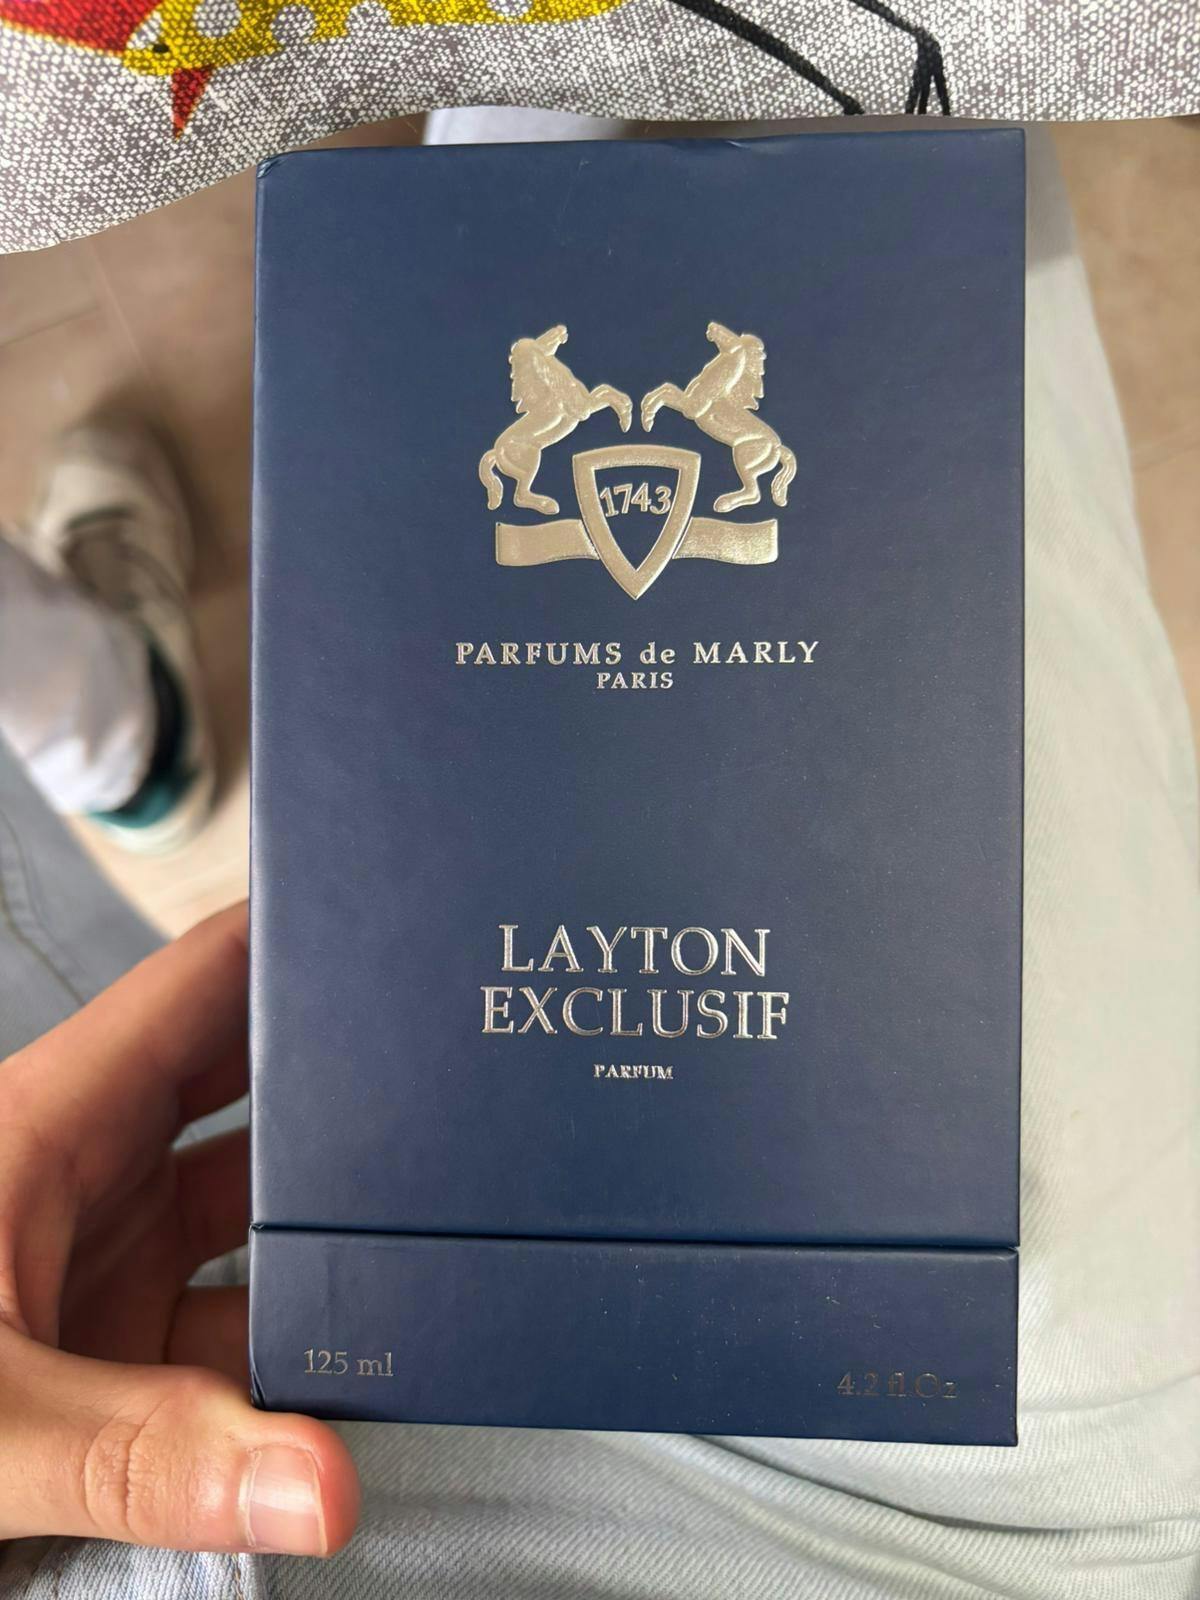 1743
PARFUMS de MARLY
PARIS
LAYTON
EXCLUSIF
PARFUM
125 ml
4.2 fl.Oz